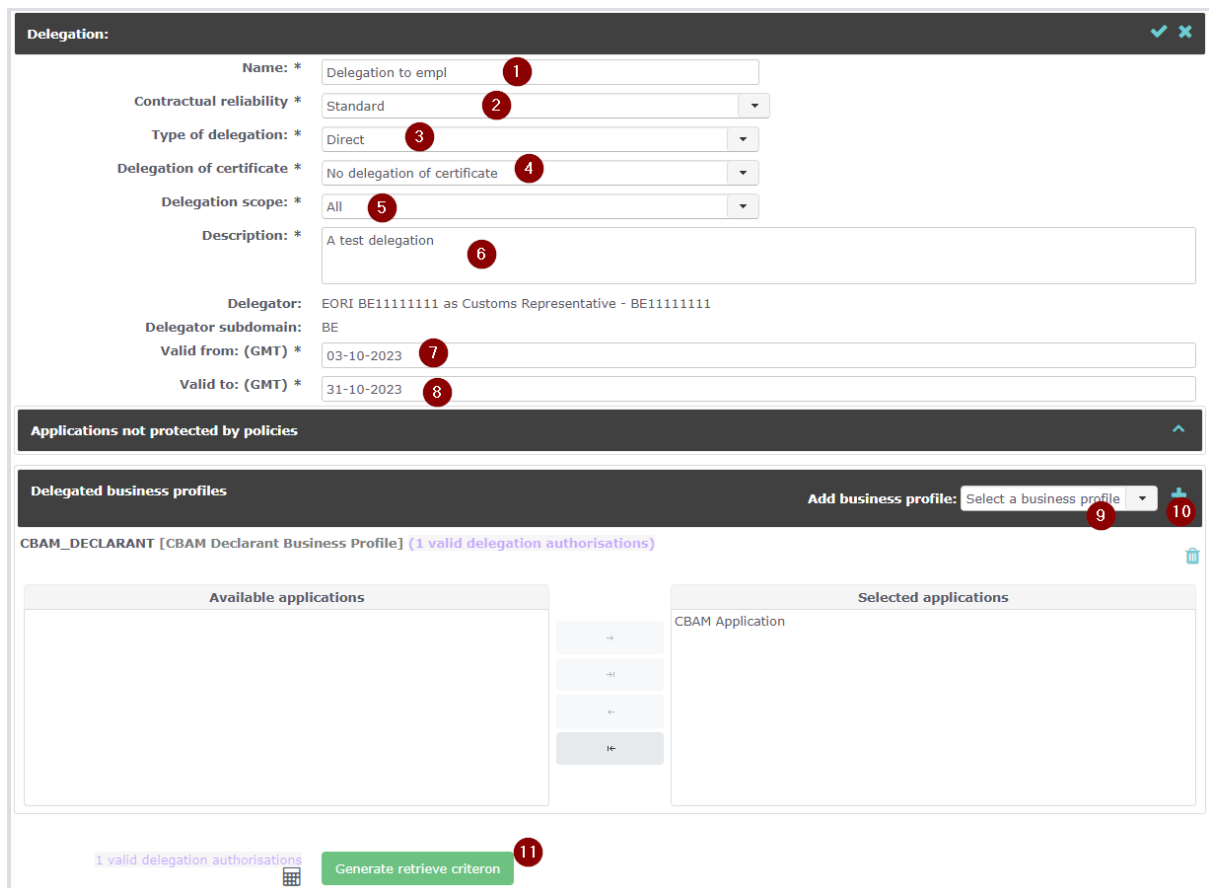 Delegation:
Name: * Delegation to empl 1
Contractual reliability * Standard 2
Type of delegation: * Direct 3
Delegation of certificate * No delegation of certificate 4
Delegation scope: * All 5
Description: * A test delegation 6
Delegator: EORI BE11111111 as Customs Representative - BE11111111
Delegator subdomain: BE
Valid from: (GMT) * 03-10-2023 7
Valid to: (GMT) * 31-10-2023 8
Applications not protected by policies
Delegated business profiles Add business profile: Select a business profile 9 10
CBAM_DECLARANT [CBAM Declarant Business Profile] (1 valid delegation authorisations)
Available applications Selected applications
CBAM Application
1 valid delegation authorisations Generate retrieve criteron 11